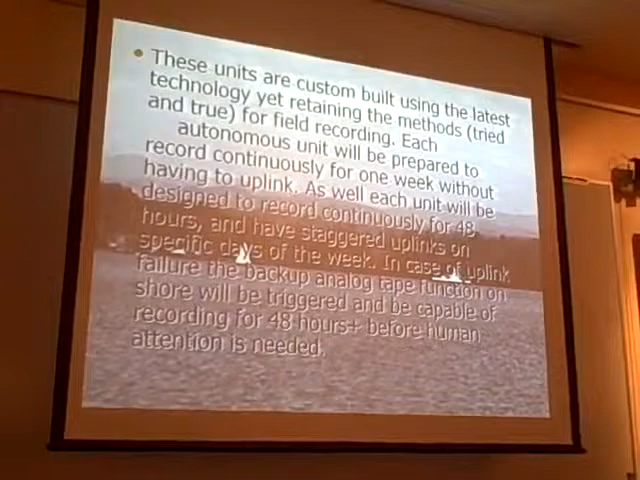 • These units are custom built using the latest
technology yet retaining the methods (tried
and true) for field recording. Each
autonomous unit will be prepared to
record continuously for one week without
having to uplink. As well each unit will be
designed to record continuously for 48
hours, and have staggered uplinks on
specific days of the week. In case of uplink
failure the backup analog tape function on
shore will be triggered and be capable of
recording for 48 hours+ before human
attention is needed.